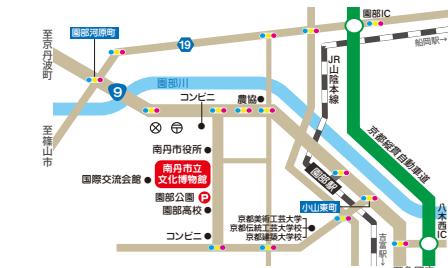 園部IC
園部河原町
船岡駅→
19
至京丹波町
JR山陰本線
園部川
9
コンビニ
農協
京都縦貫自動車道
至篠山市
南丹市役所
南丹市立
文化博物館
園部駅
国際交流会館
園部公園 P
小山東町
八木西IC
園部高校
京都美術工芸大学
京都伝統工芸大学校
京都建築大学校
コンビニ
吉富駅→